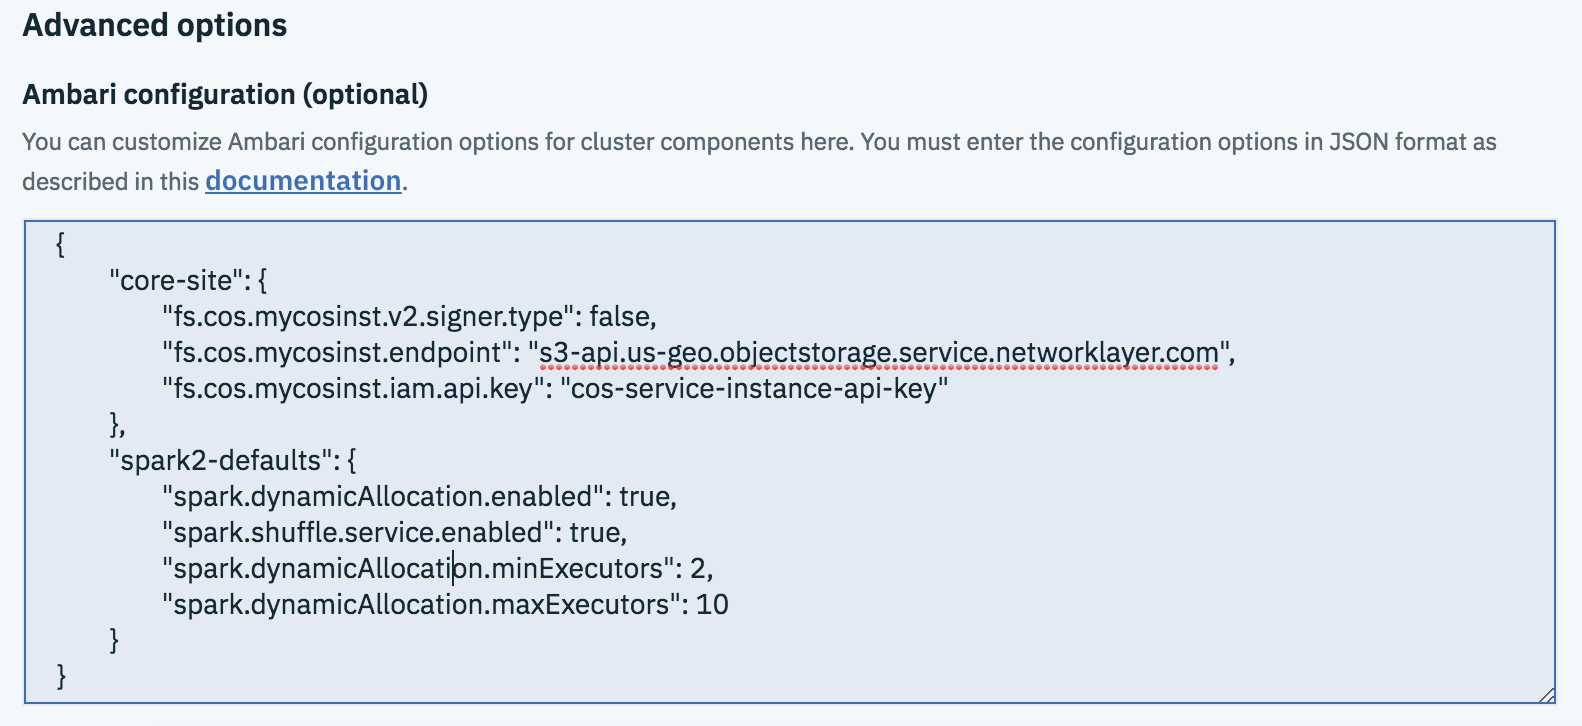 Advanced options
Ambari configuration (optional)
You can customize Ambari configuration options for cluster components here. You must enter the configuration options in JSON format as
described in this documentation.
{
"core-site": {
"fs.cos.mycosinst.v2.signer.type": false,
"fs.cos.mycosinst.endpoint": "s3-api.us-geo.objectstorage.service.networklayer.com",
"fs.cos.mycosinst.iam.api.key": "cos-service-instance-api-key"
},
"spark2-defaults": {
"spark.dynamicAllocation.enabled": true,
"spark.shuffle.service.enabled": true,
"spark.dynamicAllocation.minExecutors": 2,
"spark.dynamicAllocation.maxExecutors": 10
}
}